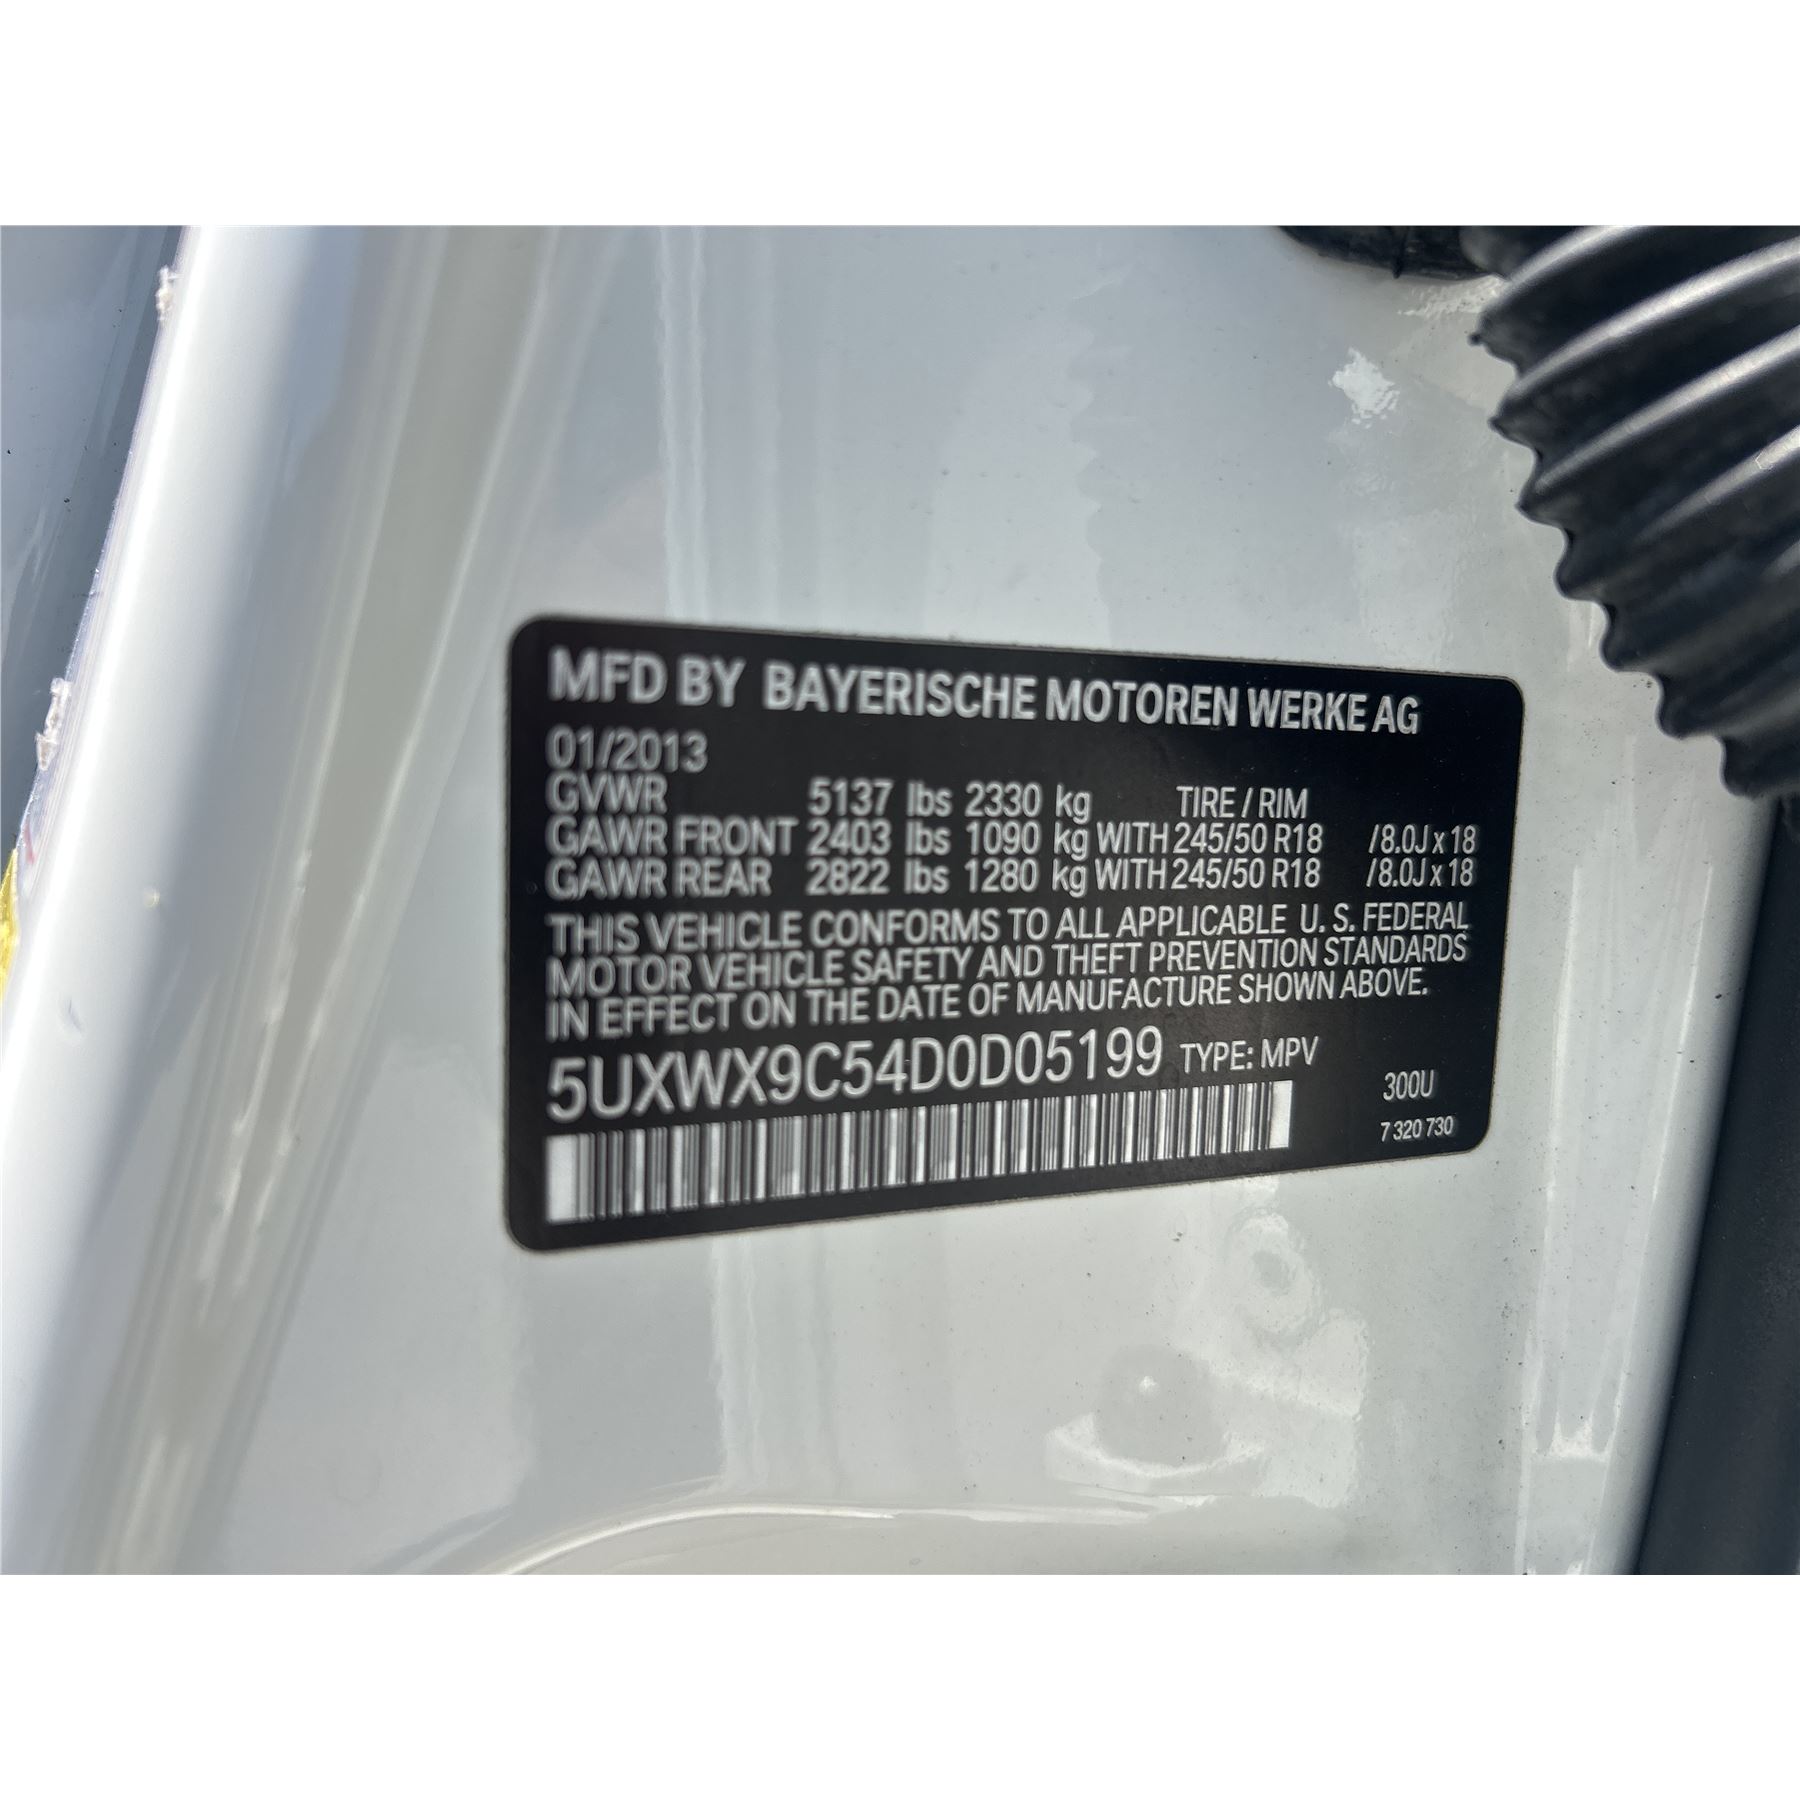 MFD BY BAYERISCHE MOTOREN WERKE AG
01/2013
GVWR 5137 lbs 2330 kg TIRE / RIM
GAWR FRONT 2403 lbs 1090 kg WITH 245/50 R18 /8.0J x 18
GAWR REAR 2822 lbs 1280 kg WITH 245/50 R18 /8.0J x 18
THIS VEHICLE CONFORMS TO ALL APPLICABLE U. S. FEDERAL
MOTOR VEHICLE SAFETY AND THEFT PREVENTION STANDARDS
IN EFFECT ON THE DATE OF MANUFACTURE SHOWN ABOVE.
5UXWX9C54D0D05199 TYPE: MPV
300U
7 320 730